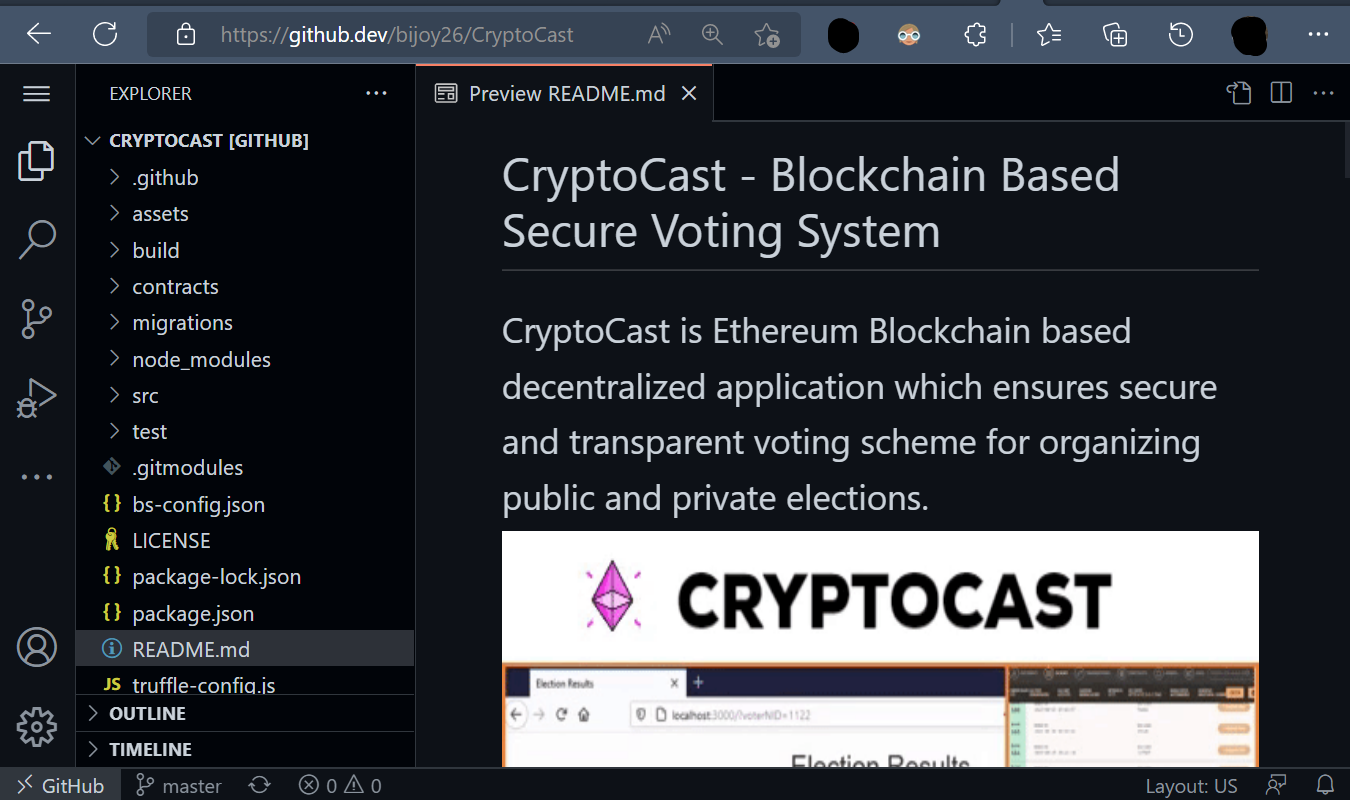 https://github.dev/bijoy26/CryptoCast
EXPLORER
Preview README.md
CRYPTOCAST [GITHUB]
.github
assets
build
contracts
migrations
node_modules
src
test
.gitmodules
bs-config.json
LICENSE
package-lock.json
package.json
README.md
JS truffle-config.js
OUTLINE
TIMELINE
CryptoCast - Blockchain Based
Secure Voting System
CryptoCast is Ethereum Blockchain based
decentralized application which ensures secure
and transparent voting scheme for organizing
public and private elections.
CRYPTOCAST
Election Results
localhost:3000/?voterNID=1122
Election Results
GitHub master 0 0 Layout: US